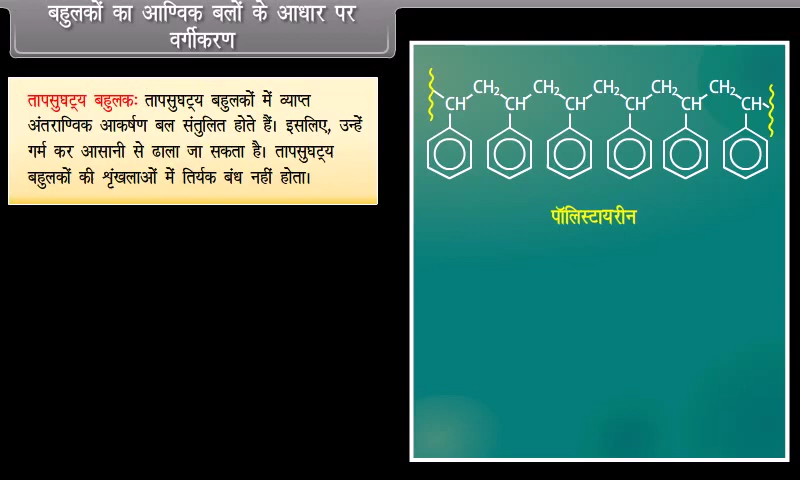 बहुलकों का आण्विक बलों के आधार पर
वर्गीकरण
तापसुघट्य बहुलकः तापसुघट्य बहुलकों में व्याप्त
अंतराण्विक आकर्षण बल संतुलित होते हैं। इसलिए, उन्हें
गर्म कर आसानी से ढाला जा सकता है। तापसुघट्य
बहुलकों की शृंखलाओं में तिर्यक बंध नहीं होता।
CH₂ CH₂ CH₂ CH₂ CH₂
CH CH CH CH CH CH
पॉलिस्टायरीन